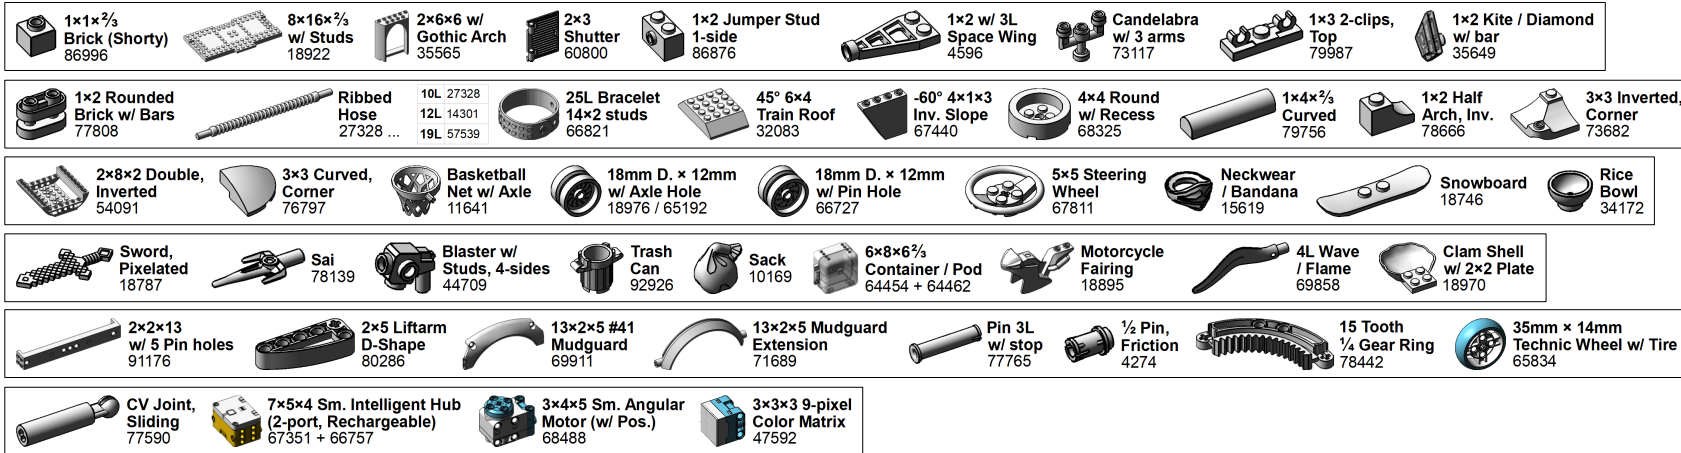 1×1×⅔
Brick (Shorty)
86996
8×16×⅔
w/ Studs
18922
2×6×6 w/
Gothic Arch
35565
2×3
Shutter
60800
1×2 Jumper Stud
1-side
86876
1×2 w/ 3L
Space Wing
4596
Candelabra
w/ 3 arms
73117
1×3 2-clips,
Top
79987
1×2 Kite / Diamond
w/ bar
35649
1×2 Rounded
Brick w/ Bars
77808
Ribbed
Hose
27328 ...
10L 27328
12L 14301
19L 57539
25L Bracelet
14×2 studs
66821
45° 6×4
Train Roof
32083
-60° 4×1×3
Inv. Slope
67440
4×4 Round
w/ Recess
68325
1×4×⅔
Curved
79756
1×2 Half
Arch, Inv.
78666
3×3 Inverted,
Corner
73682
2×8×2 Double,
Inverted
54091
3×3 Curved,
Corner
76797
Basketball
Net w/ Axle
11641
18mm D. × 12mm
w/ Axle Hole
18976 / 65192
18mm D. × 12mm
w/ Pin Hole
66727
5×5 Steering
Wheel
67811
Neckwear
/ Bandana
15619
Snowboard
18746
Rice
Bowl
34172
Sword,
Pixelated
18787
Sai
78139
Blaster w/
Studs, 4-sides
44709
Trash
Can
92926
Sack
10169
6×8×6⅔
Container / Pod
64454 + 64462
Motorcycle
Fairing
18895
4L Wave
/ Flame
69858
Clam Shell
w/ 2×2 Plate
18970
2×2×13
w/ 5 Pin holes
91176
2×5 Liftarm
D-Shape
80286
13×2×5 #41
Mudguard
69911
13×2×5 Mudguard
Extension
71689
Pin 3L
w/ stop
77765
½ Pin,
Friction
4274
15 Tooth
¼ Gear Ring
78442
35mm × 14mm
Technic Wheel w/ Tire
65834
CV Joint,
Sliding
77590
7×5×4 Sm. Intelligent Hub
(2-port, Rechargeable)
67351 + 66757
3×4×5 Sm. Angular
Motor (w/ Pos.)
68488
3×3×3 9-pixel
Color Matrix
47592